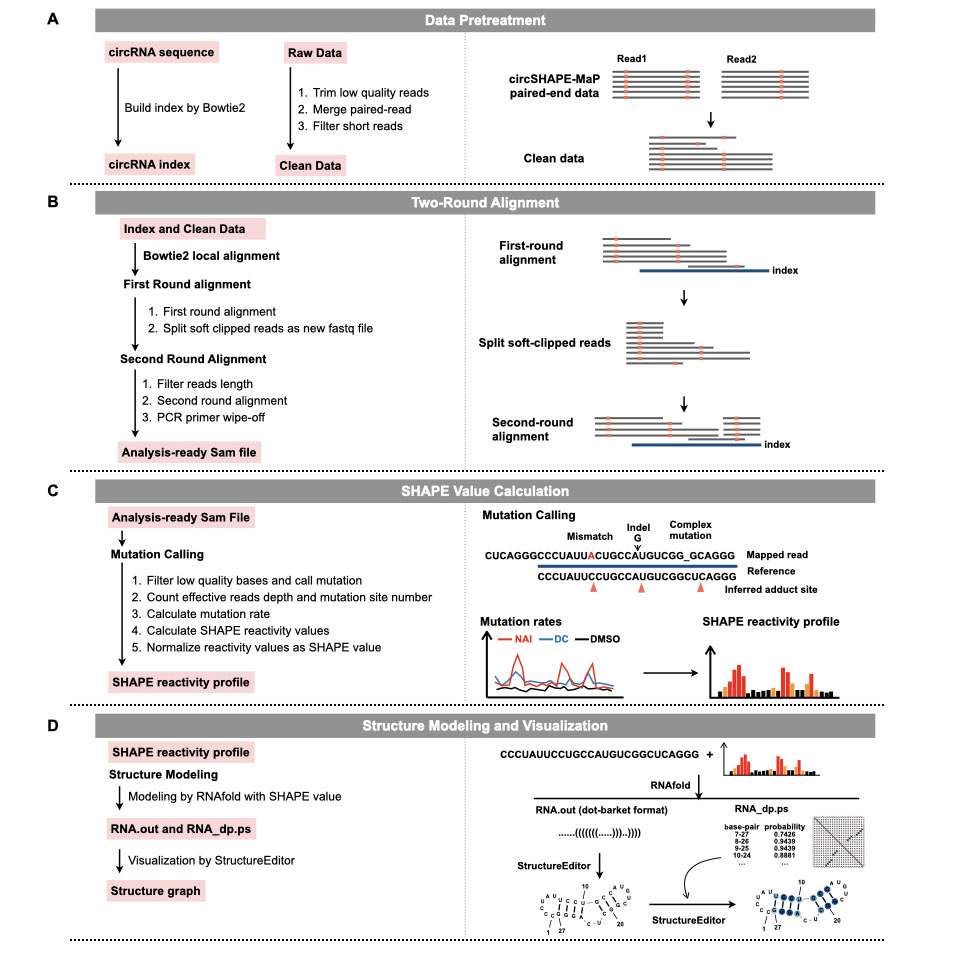 A
Data Pretreatment
circRNA sequence
Build index by Bowtie2
circRNA index
Raw Data
1. Trim low quality reads
2. Merge paired-read
3. Filter short reads
Clean Data
Read1
Read2
circSHAPE-MaP
paired-end data
Clean data
B
Two-Round Alignment
Index and Clean Data
Bowtie2 local alignment
First Round alignment
1. First round alignment
2. Split soft clipped reads as new fastq file
Second Round Alignment
1. Filter reads length
2. Second round alignment
3. PCR primer wipe-off
Analysis-ready Sam file
First-round
alignment
index
Split soft-clipped reads
Second-round
alignment
index
C
SHAPE Value Calculation
Analysis-ready Sam File
Mutation Calling
1. Filter low quality bases and call mutation
2. Count effective reads depth and mutation site number
3. Calculate mutation rate
4. Calculate SHAPE reactivity values
5. Normalize reactivity values as SHAPE value
SHAPE reactivity profile
Mutation Calling
Mismatch
Indel
G
Complex
mutation
CUCAGGGCCCUAUUACUGCCAUGUCGG_GCAGGG
Mapped read
Reference
CCCUAUUCCUGCCAUGUCGGCUCAGGG
Inferred adduct site
Mutation rates
NAI
DC
DMSO
SHAPE reactivity profile
D
Structure Modeling and Visualization
SHAPE reactivity profile
Structure Modeling
Modeling by RNAfold with SHAPE value
RNA.out and RNA_dp.ps
Visualization by StructureEditor
Structure graph
CCCUAUUCCUGCCAUGUCGGCUCAGGG +
RNAfold
RNA.out (dot-barket format)
......(((((((.....)))..))))
RNA_dp.ps
base-pair probability
7-27 0.7426
8-26 0.9439
9-25 0.9439
10-24 0.8881
... ...
StructureEditor
StructureEditor
10
20
1 27
10
20
1 27